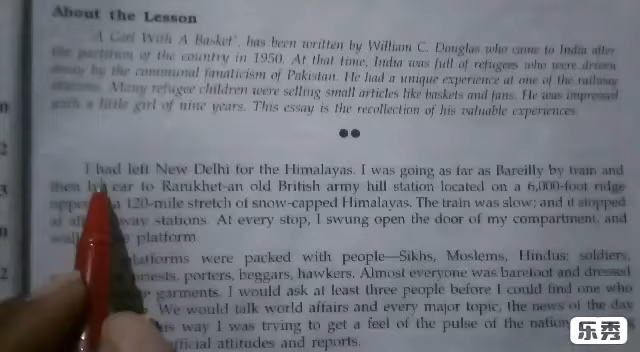 About the Lesson
'A Girl With A Basket', has been written by William C. Douglas who came to India after
the partition of the country in 1950. At that time, India was full of refugees who were driven
away by the communal fanaticism of Pakistan. He had a unique experience at one of the railway
stations. Many refugee children were selling small articles like baskets and fans. He was impressed
with a little girl of nine years. This essay is the recollection of his valuable experiences.
I had left New Delhi for the Himalayas. I was going as far as Bareilly by train and
then by car to Ranikhet-an old British army hill station located on a 6,000-foot ridge
a 120-mile stretch of snow-capped Himalayas. The train was slow; and it stopped
at way stations. At every stop, I swung open the door of my compartment, and
platform.
were packed with people—Sikhs, Moslems, Hindus; soldiers,
priests, porters, beggars, hawkers. Almost everyone was barefoot and dressed
garments. I would ask at least three people before I could find one who
We would talk world affairs and every major topic, the news of the day
way I was trying to get a feel of the pulse of the nation
official attitudes and reports.
乐秀